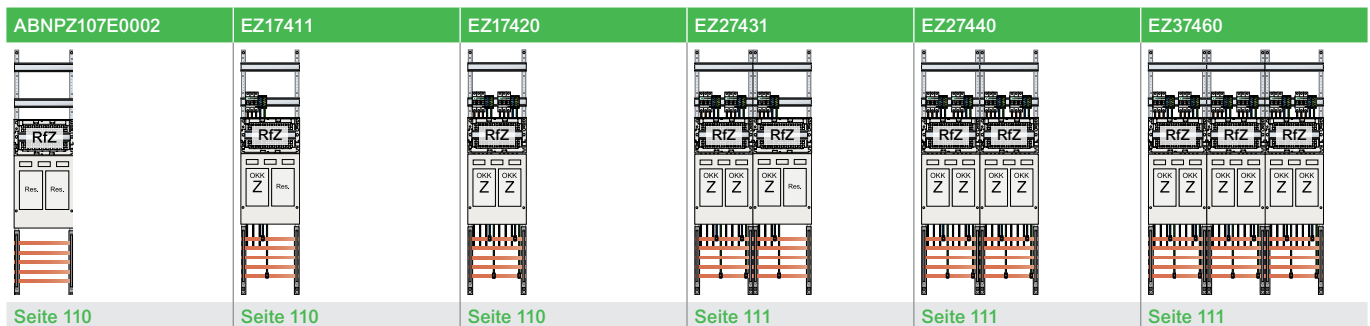 ABNPZ107E0002 EZ17411 EZ17420 EZ27431 EZ27440 EZ37460
RfZ RfZ RfZ RfZ RfZ RfZ RfZ RfZ RfZ RfZ
Res. Res. OKK Z Res. OKK Z OKK Z OKK Z OKK Z OKK Z Res. OKK Z OKK Z OKK Z OKK Z OKK Z OKK Z OKK Z OKK Z OKK Z OKK Z
Seite 110 Seite 110 Seite 110 Seite 111 Seite 111 Seite 111